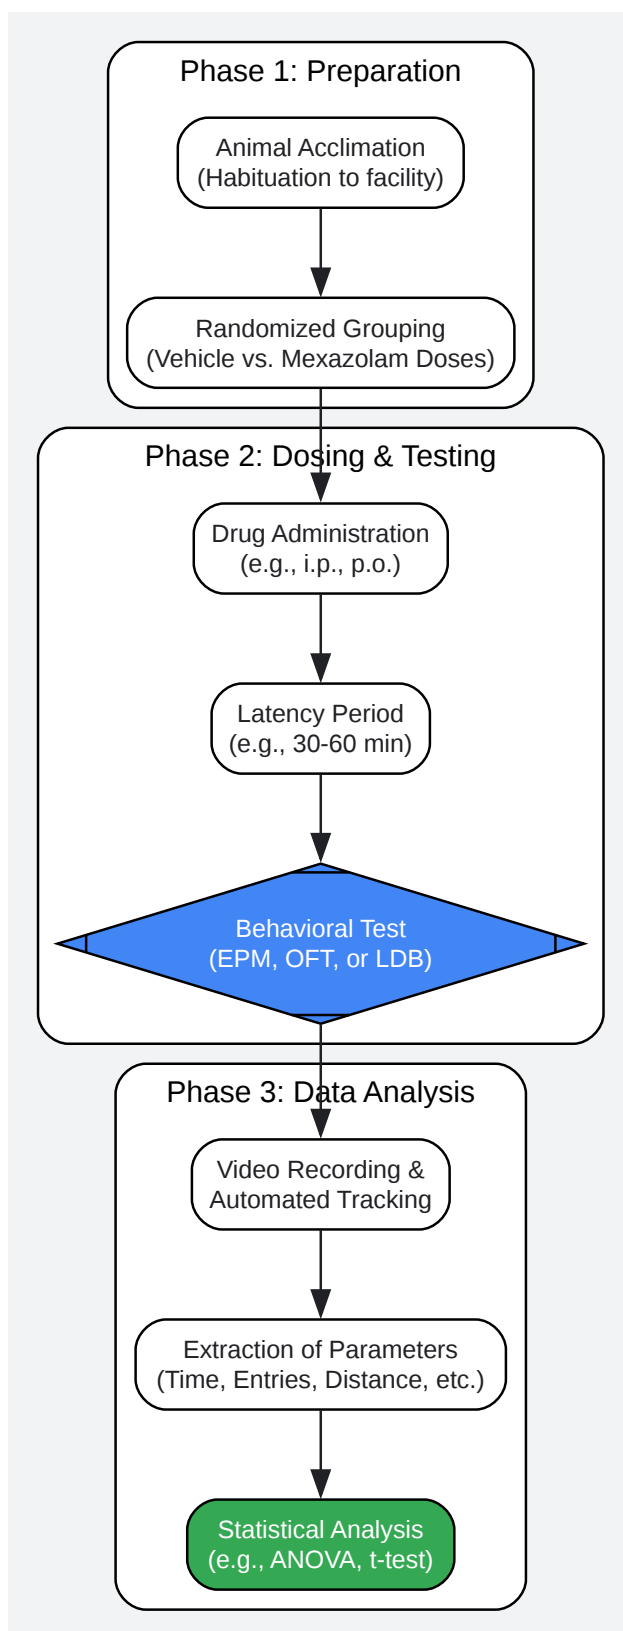 Phase 1: Preparation
Animal Acclimation
(Habituation to facility)
Randomized Grouping
(Vehicle vs. Mexazolam Doses)
Phase 2: Dosing & Testing
Drug Administration
(e.g., i.p., p.o.)
Latency Period
(e.g., 30-60 min)
Behavioral Test
(EPM, OFT, or LDB)
Phase 3: Data Analysis
Video Recording &
Automated Tracking
Extraction of Parameters
(Time, Entries, Distance, etc.)
Statistical Analysis
(e.g., ANOVA, t-test)